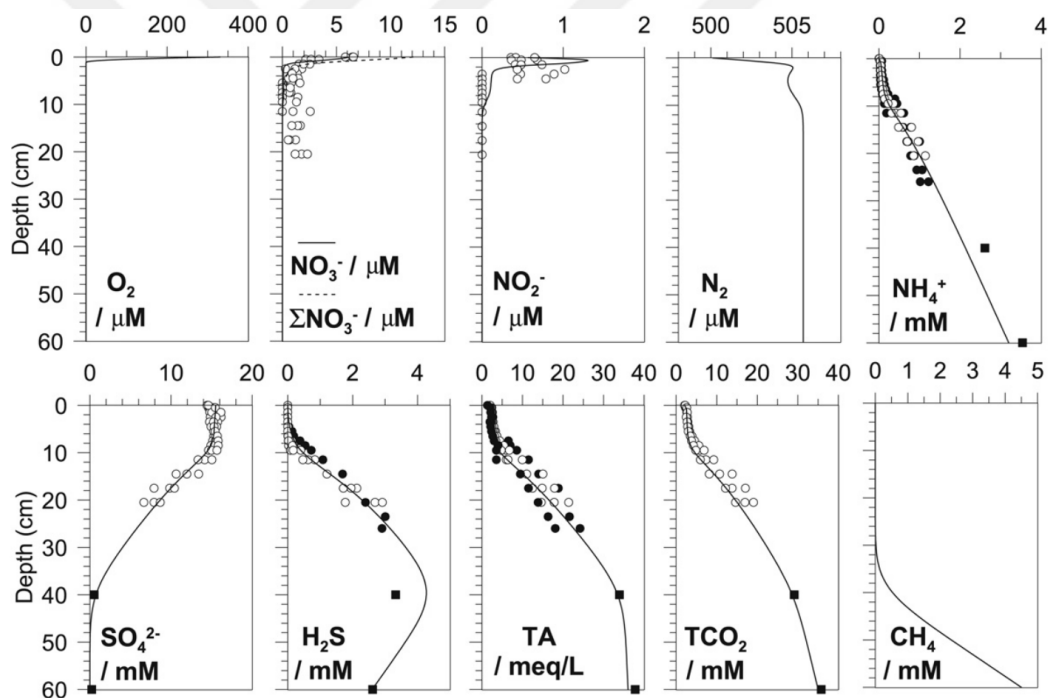 0 100 200 300 400
0 5 10 15
0 1 2
500 505
0 2 4
Depth (cm)
0
10
20
30
40
50
60
O2
/ μM
NO3- / μM
ΣNO3- / μM
NO2-
/ μM
N2
/ μM
NH4+
/ mM
0 10 20
0 2 4
0 10 20 30 40
0 10 20 30 40
0 1 2 3 4 5
Depth (cm)
0
10
20
30
40
50
60
SO42-
/ mM
H2S
/ mM
TA
/ meq/L
TCO2
/ mM
CH4
/ mM